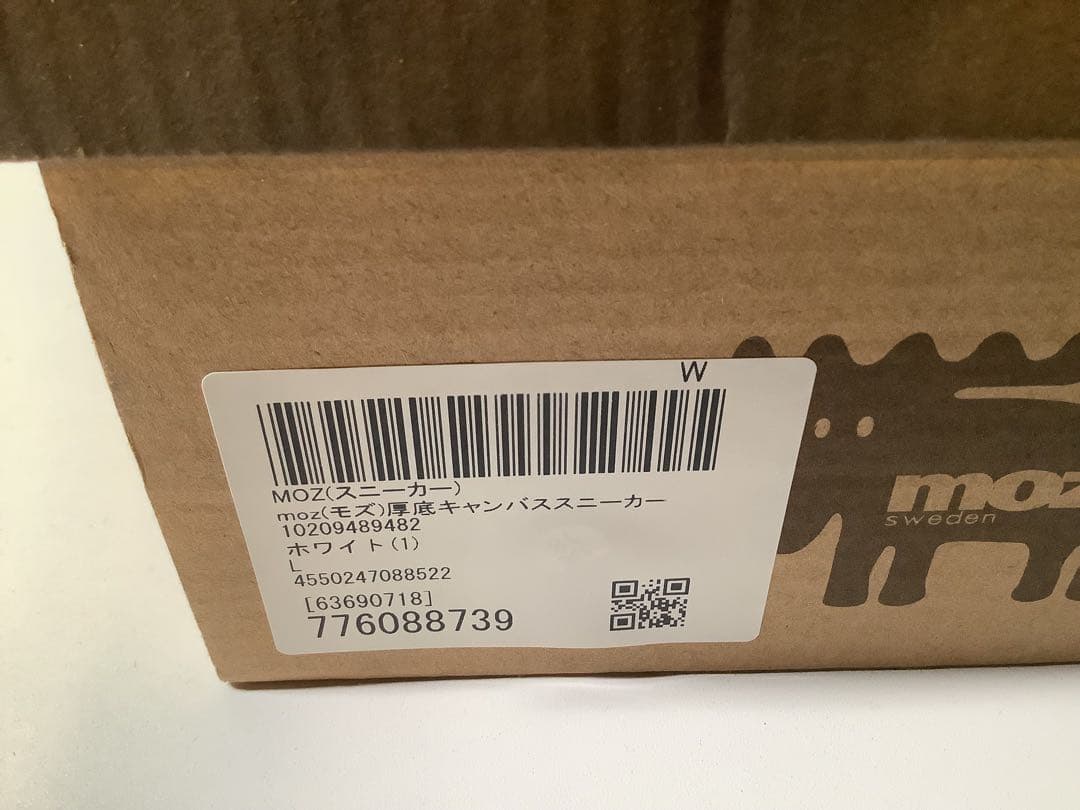 W
MOZ(スニーカー)
moz(モズ)厚底キャンバススニーカー
10209489482
ホワイト(1)
L
4550247088522
[63690718]
776088739
moz
sweden